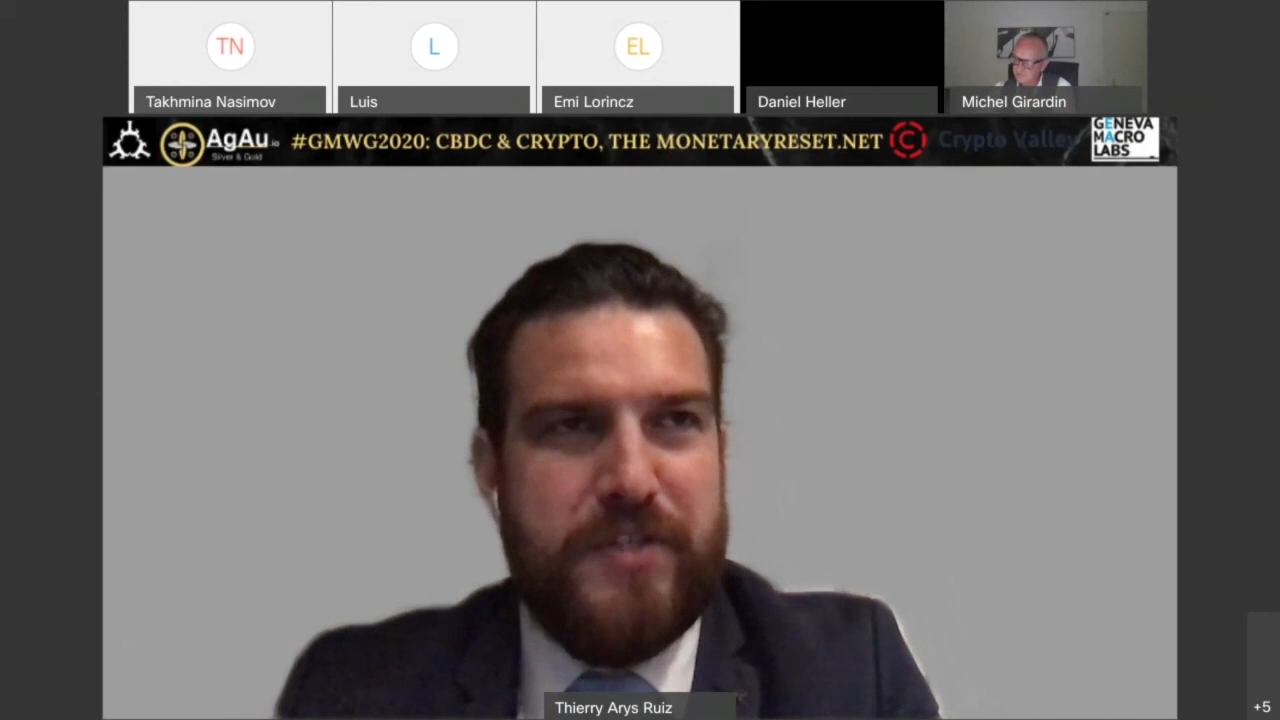 TN
L
EL
Takhmina Nasimov
Luis
Emi Lorincz
Daniel Heller
Michel Girardin
AgAu.io
Silver & Gold
#GMWG2020: CBDC & CRYPTO, THE MONETARYRESET.NET
Crypto Valley
GENEVA
MACRO
LABS
Thierry Arys Ruiz
+5